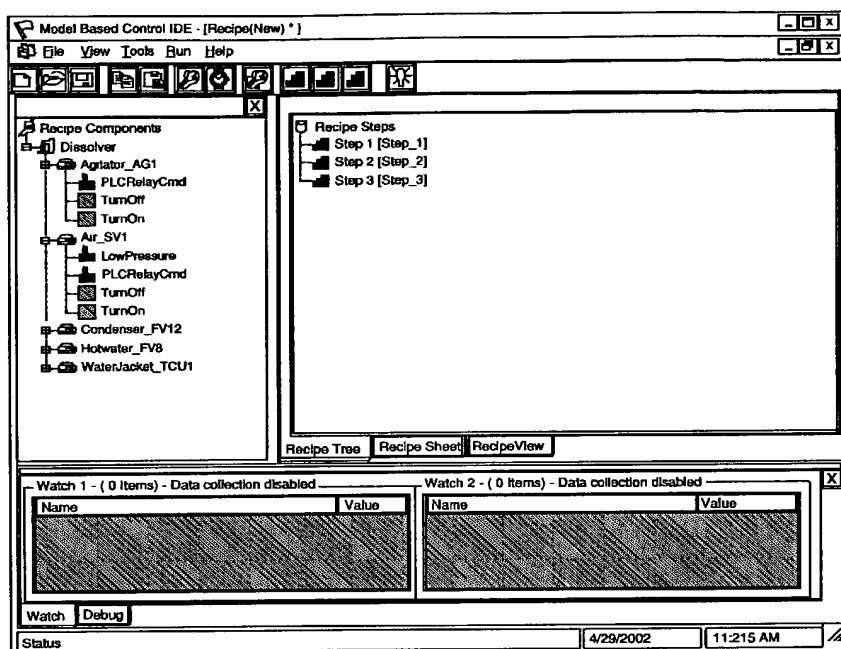 Model Based Control IDE - [Recipe(New) * ]
File View Tools Run Help
Recipe Components
Dissolver
Agitator_AG1
PLCRelayCmd
TurnOff
TurnOn
Air_SV1
LowPressure
PLCRelayCmd
TurnOff
TurnOn
Condenser_FV12
Hotwater_FV8
WaterJacket_TCU1
Recipe Steps
Step 1 [Step_1]
Step 2 [Step_2]
Step 3 [Step_3]
Recipe Tree Recipe Sheet RecipeView
Watch 1 - ( 0 Items) - Data collection disabled
Name Value
Watch 2 - ( 0 Items) - Data collection disabled
Name Value
Watch Debug
Status 4/29/2002 11:215 AM